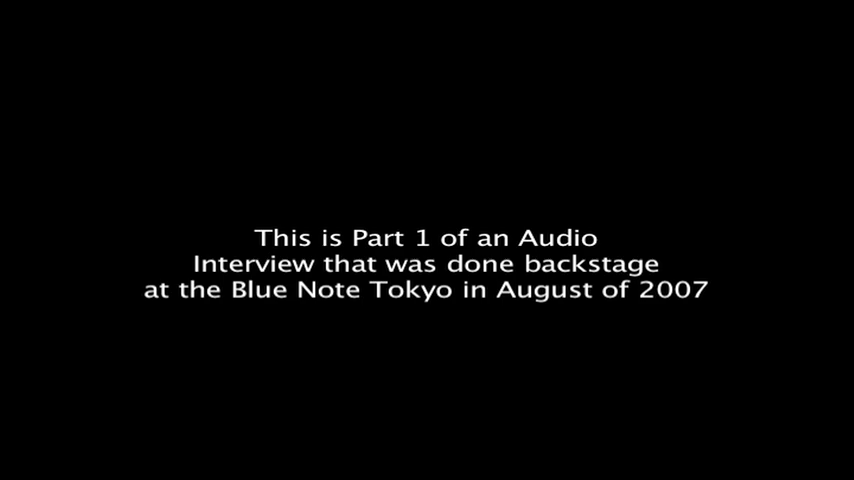 This is Part 1 of an Audio
Interview that was done backstage
at the Blue Note Tokyo in August of 2007